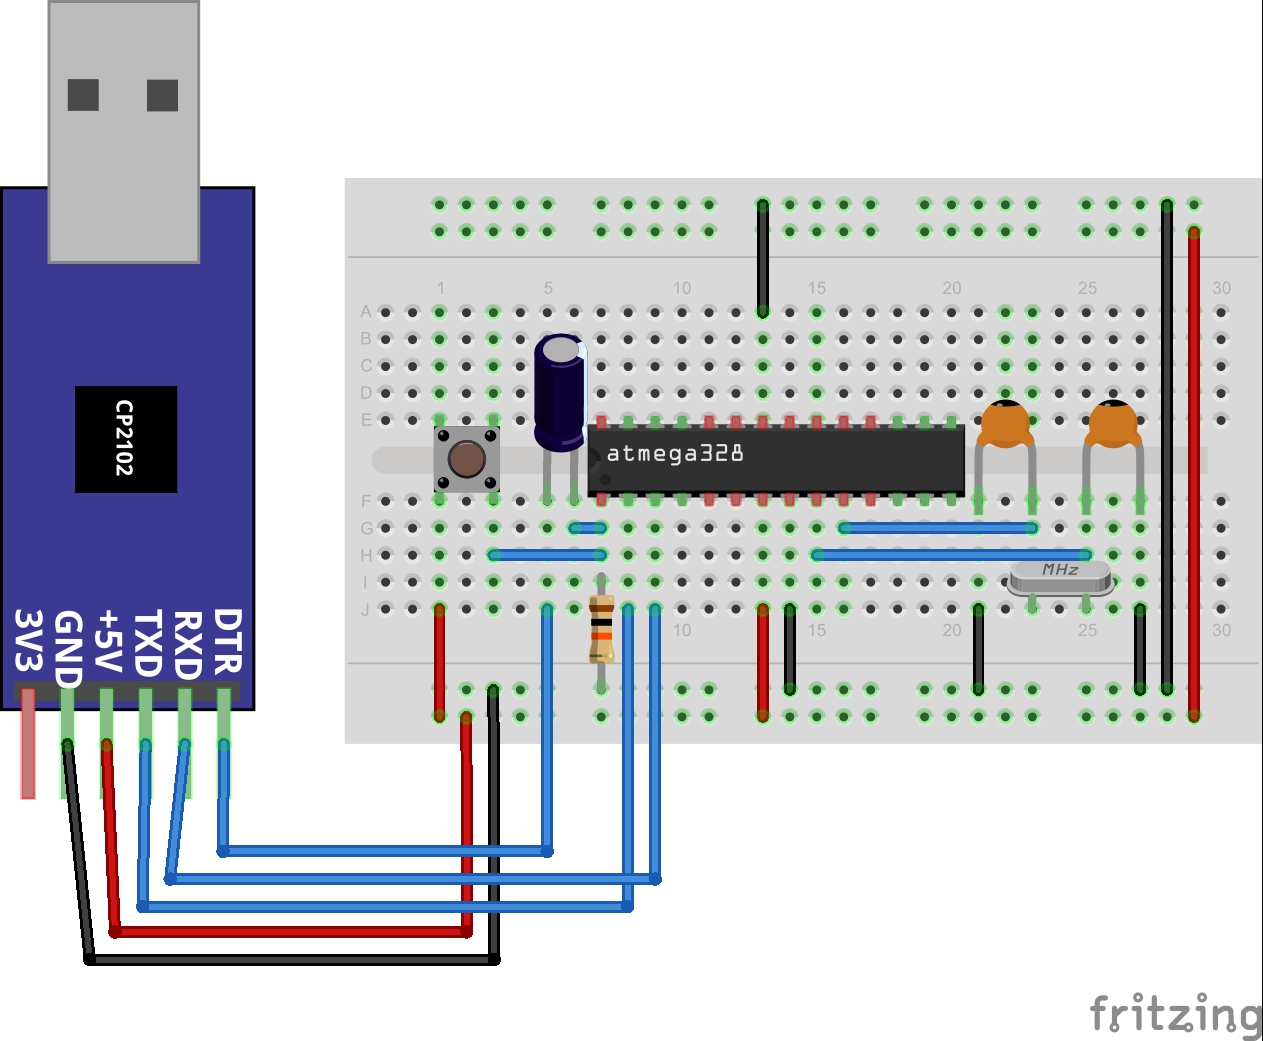 CP2102
3V3
GND
+5V
TXD
RXD
DTR
1 5 10 15 20 25 30
A
B
C
D
E
atmega328
F
G
H
I
J
MHz
10 15 20 25 30
fritzing